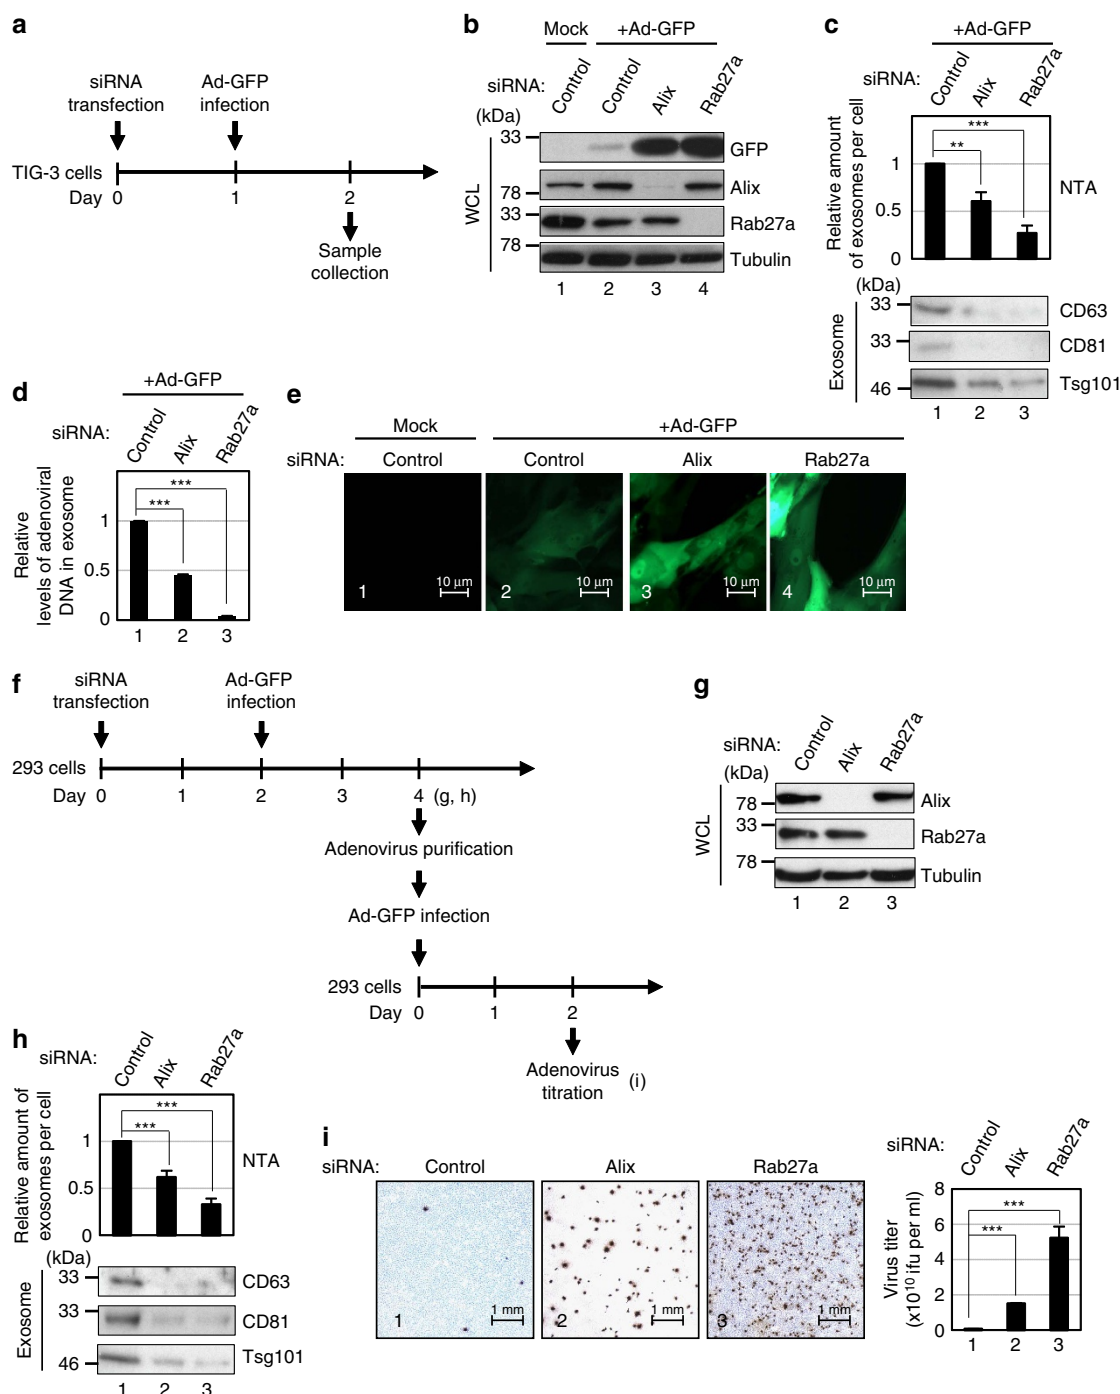 a
siRNA
transfection
Ad-GFP
infection
TIG-3 cells
Day 0 1 2
Sample
collection
b
Mock +Ad-GFP
siRNA: Control Control Alix Rab27a
(kDa)
33 GFP
78 Alix
33 Rab27a
78 Tubulin
WCL
1 2 3 4
c
+Ad-GFP
siRNA: Control Alix Rab27a
Relative amount
of exosomes per cell
***
**
1
0.5
0
NTA
(kDa)
33 CD63
33 CD81
46 Tsg101
Exosome
1 2 3
d
+Ad-GFP
siRNA: Control Alix Rab27a
Relative
levels of adenoviral
DNA in exosome
***
***
1
0.5
0
1 2 3
e
Mock +Ad-GFP
siRNA: Control Control Alix Rab27a
10 μm 10 μm 10 μm 10 μm
1 2 3 4
f
siRNA
transfection
Ad-GFP
infection
293 cells
Day 0 1 2 3 4 (g, h)
Adenovirus purification
Ad-GFP infection
293 cells
Day 0 1 2
Adenovirus
titration (i)
g
siRNA: Control Alix Rab27a
(kDa)
78 Alix
33 Rab27a
78 Tubulin
WCL
1 2 3
h
siRNA: Control Alix Rab27a
Relative amount of
exosomes per cell
***
***
1
0.5
0
NTA
(kDa)
33 CD63
33 CD81
46 Tsg101
Exosome
1 2 3
i
siRNA: Control Alix Rab27a
1 mm 1 mm 1 mm
1 2 3
siRNA: Control Alix Rab27a
Virus titer
(x10¹⁰ ifu per ml)
***
***
8
6
4
2
0
1 2 3